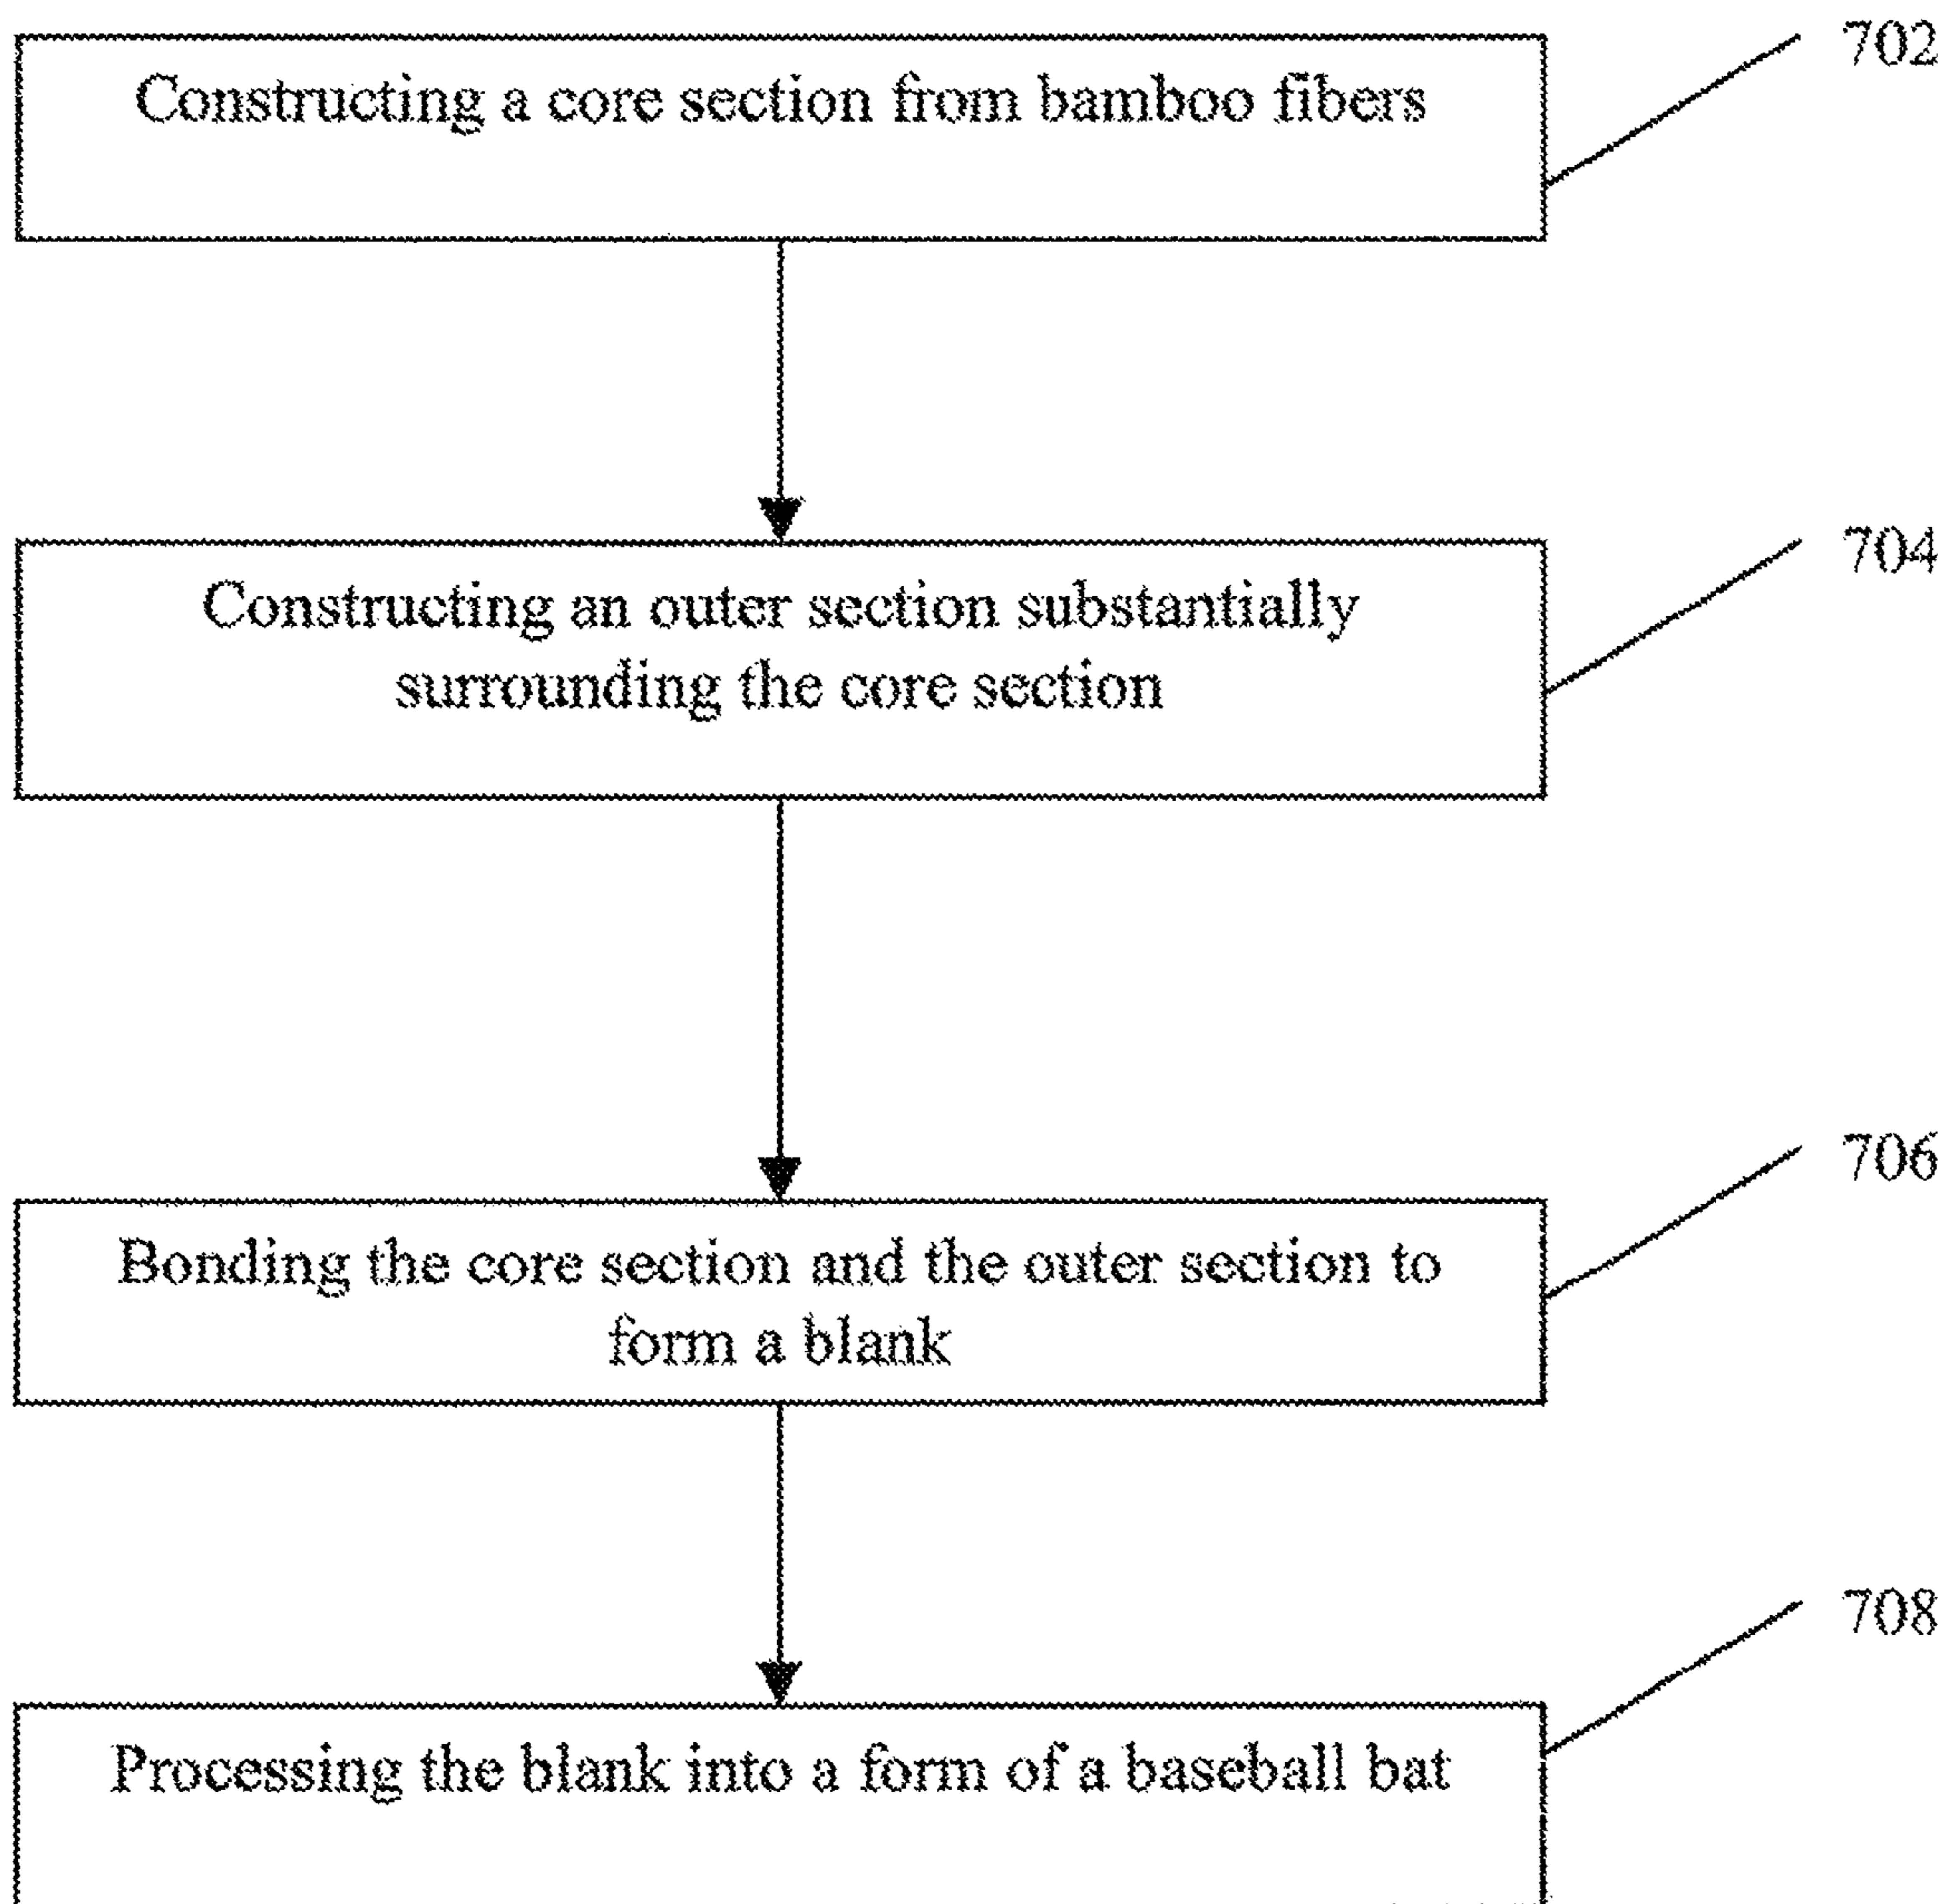 702
Constructing a core section from bamboo fibers
704
Constructing an outer section substantially
surrounding the core section
706
Bonding the core section and the outer section to
form a blank
708
Processing the blank into a form of a baseball bat